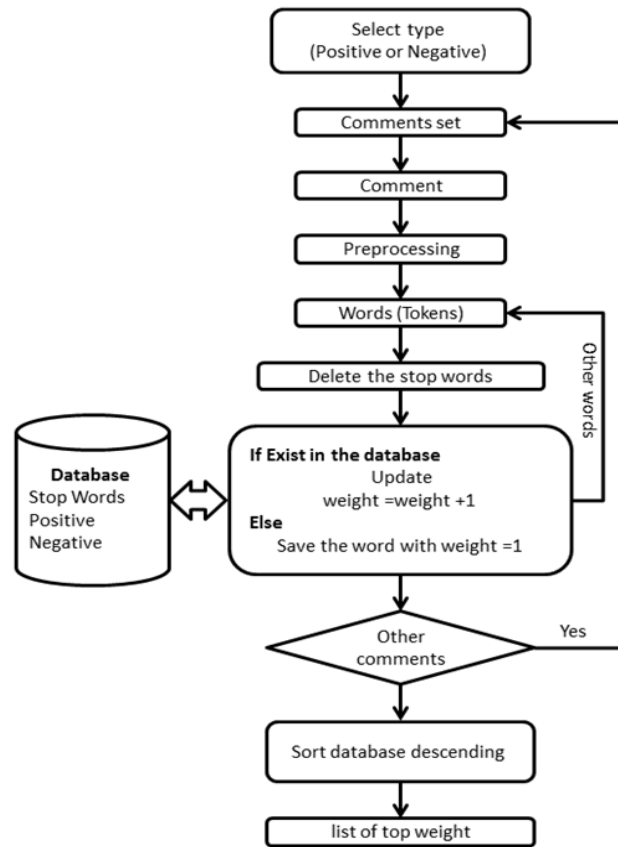 Select type
(Positive or Negative)
Comments set
Comment
Preprocessing
Words (Tokens)
Other words
Delete the stop words
Database
Stop Words
Positive
Negative
If Exist in the database
Update
weight =weight +1
Else
Save the word with weight =1
Other
comments
Yes
Sort database descending
list of top weight